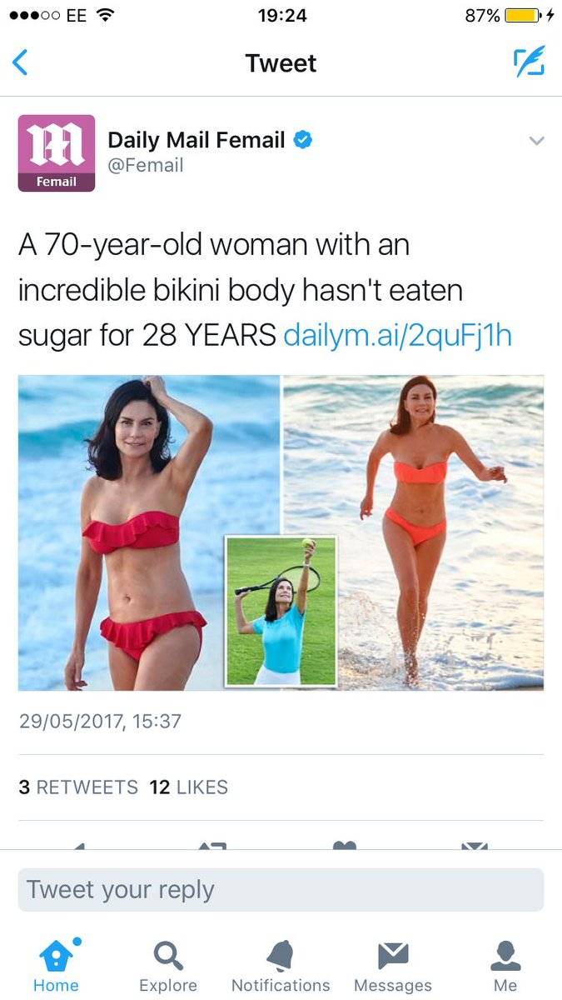 EE 19:24 87%
Tweet
M
Femail
Daily Mail Femail
@Femail
A 70-year-old woman with an
incredible bikini body hasn't eaten
sugar for 28 YEARS dailym.ai/2quFj1h
29/05/2017, 15:37
3 RETWEETS 12 LIKES
Tweet your reply
Home Explore Notifications Messages Me